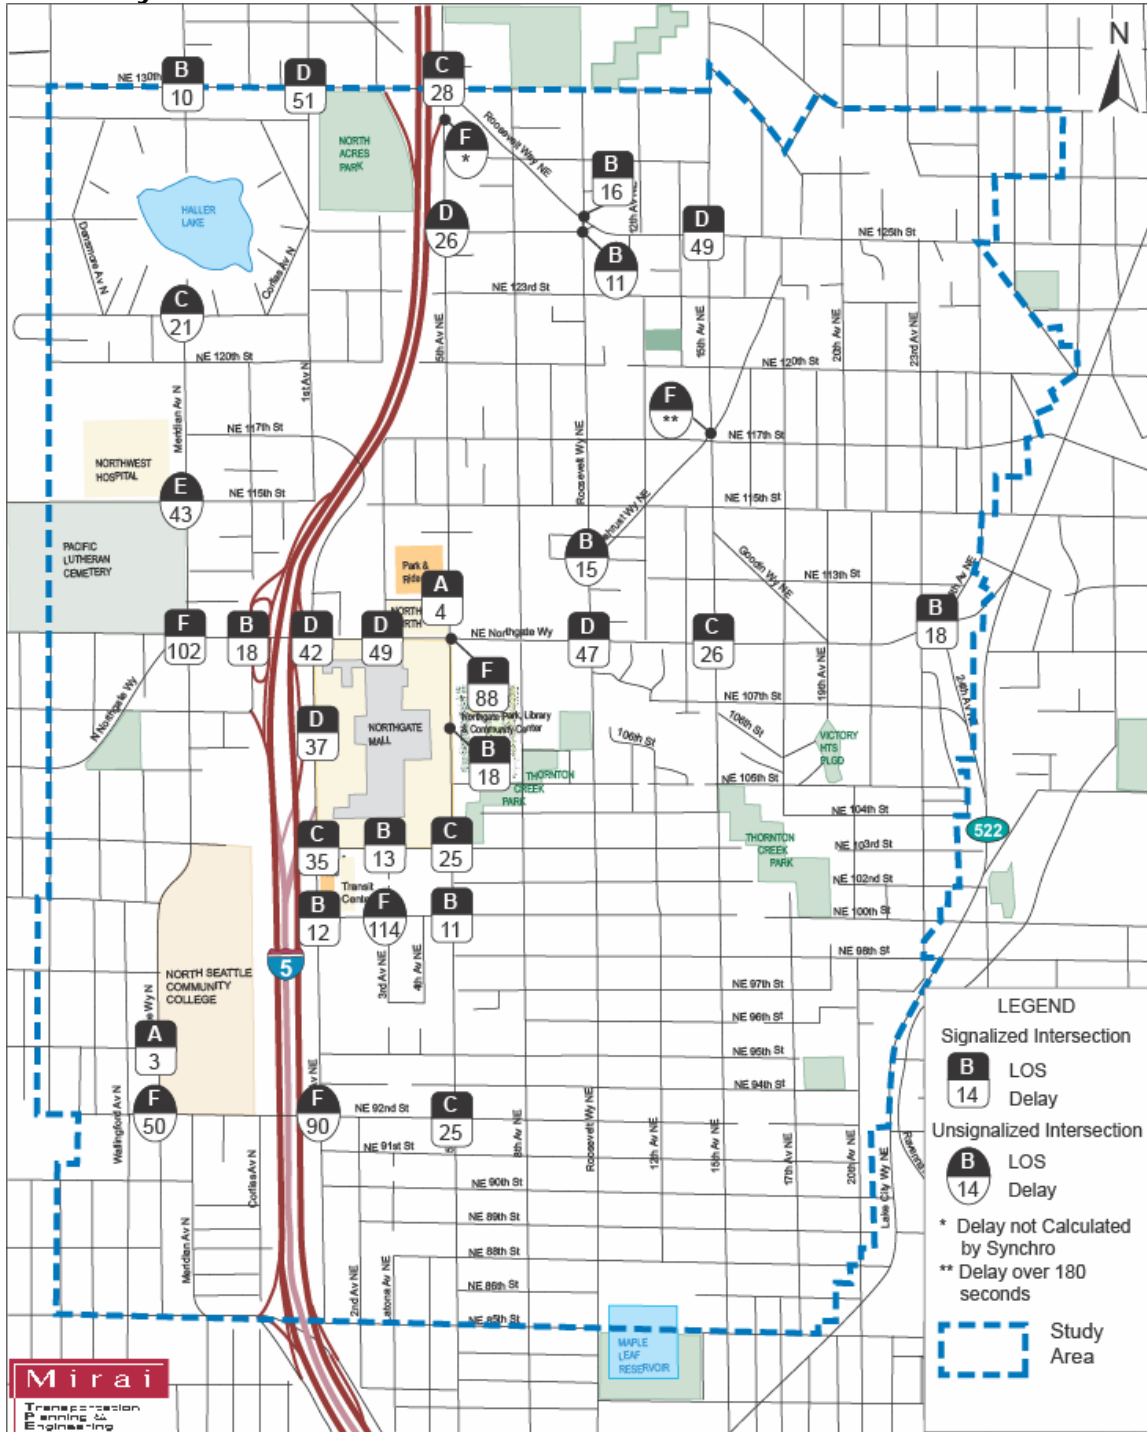 N
NE 130th
B
10
D
51
C
28
F
*
Roosevelt Way NE
NORTH
ACRES
PARK
B
16
12th Av NE
D
49
NE 125th St
HALLER
LAKE
D
26
B
11
Densmore Av N
Corliss Av N
NE 123rd St
C
21
5th Av NE
15th Av NE
20th Av NE
23rd Av NE
NE 120th St
NE 120th St
1st Av N
Meridian Av N
F
**
NE 117th St
NE 117th St
Roosevelt Wy NE
NORTHWEST
HOSPITAL
E
43
NE 115th St
NE 115th St
PACIFIC
LUTHERAN
CEMETERY
B
15
Goodin Wy NE
NE 113th St
Park &
Ride
A
4
NORTH
F
102
B
18
D
42
D
49
NE Northgate Wy
D
47
C
26
B
18
F
88
19th Av NE
24th Av N
N Northgate Wy
NE 107th St
D
37
NORTHGATE
MALL
Northgate Park, Library
& Community Center
106th St
106th St
VICTORY
HTS
PLGD
B
18
THORNTON
CREEK
PARK
NE 105th St
NE 104th St
522
C
35
B
13
C
25
THORNTON
CREEK
PARK
NE 103rd St
NE 102nd St
Transit
Cente
B
12
F
114
B
11
NE 100th St
NE 98th St
5
3rd Av NE
4th Av NE
NORTH SEATTLE
COMMUNITY
COLLEGE
NE 97th St
NE 96th St
A
3
NE 95th St
NE 94th St
F
50
F
90
NE 92nd St
C
25
NE 91st St
Wallingford Av N
Corliss Av N
Meridian Av N
8th Av NE
Roosevelt Wy NE
12th Av NE
15th Av NE
17th Av NE
20th Av NE
Lake City Wy NE
Ravenna
NE 90th St
NE 89th St
NE 88th St
NE 86th St
NE 85th St
2nd Av NE
Latona Av NE
MAPLE
LEAF
RESERVOIR
LEGEND
Signalized Intersection
B
14
LOS
Delay
Unsignalized Intersection
B
14
LOS
Delay
* Delay not Calculated
by Synchro
** Delay over 180
seconds
Study
Area
Mirai
Transportation
Planning &
Engineering